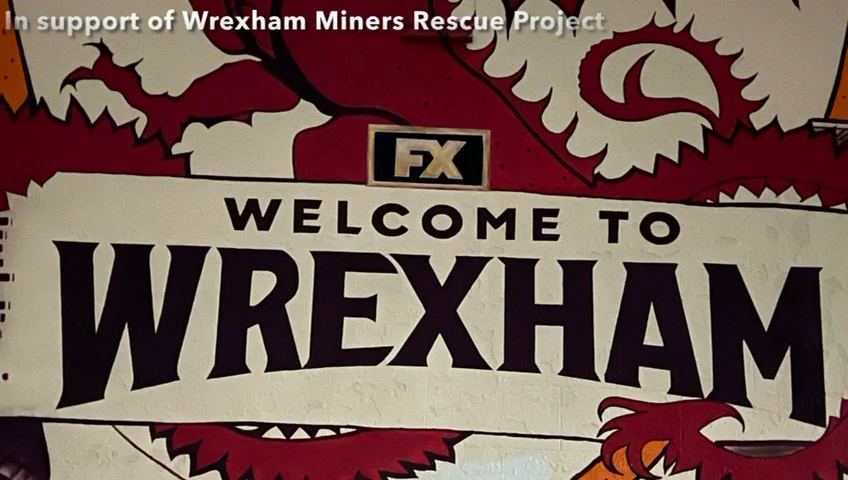 In support of Wrexham Miners Rescue Project
FX
WELCOME TO
WREXHAM